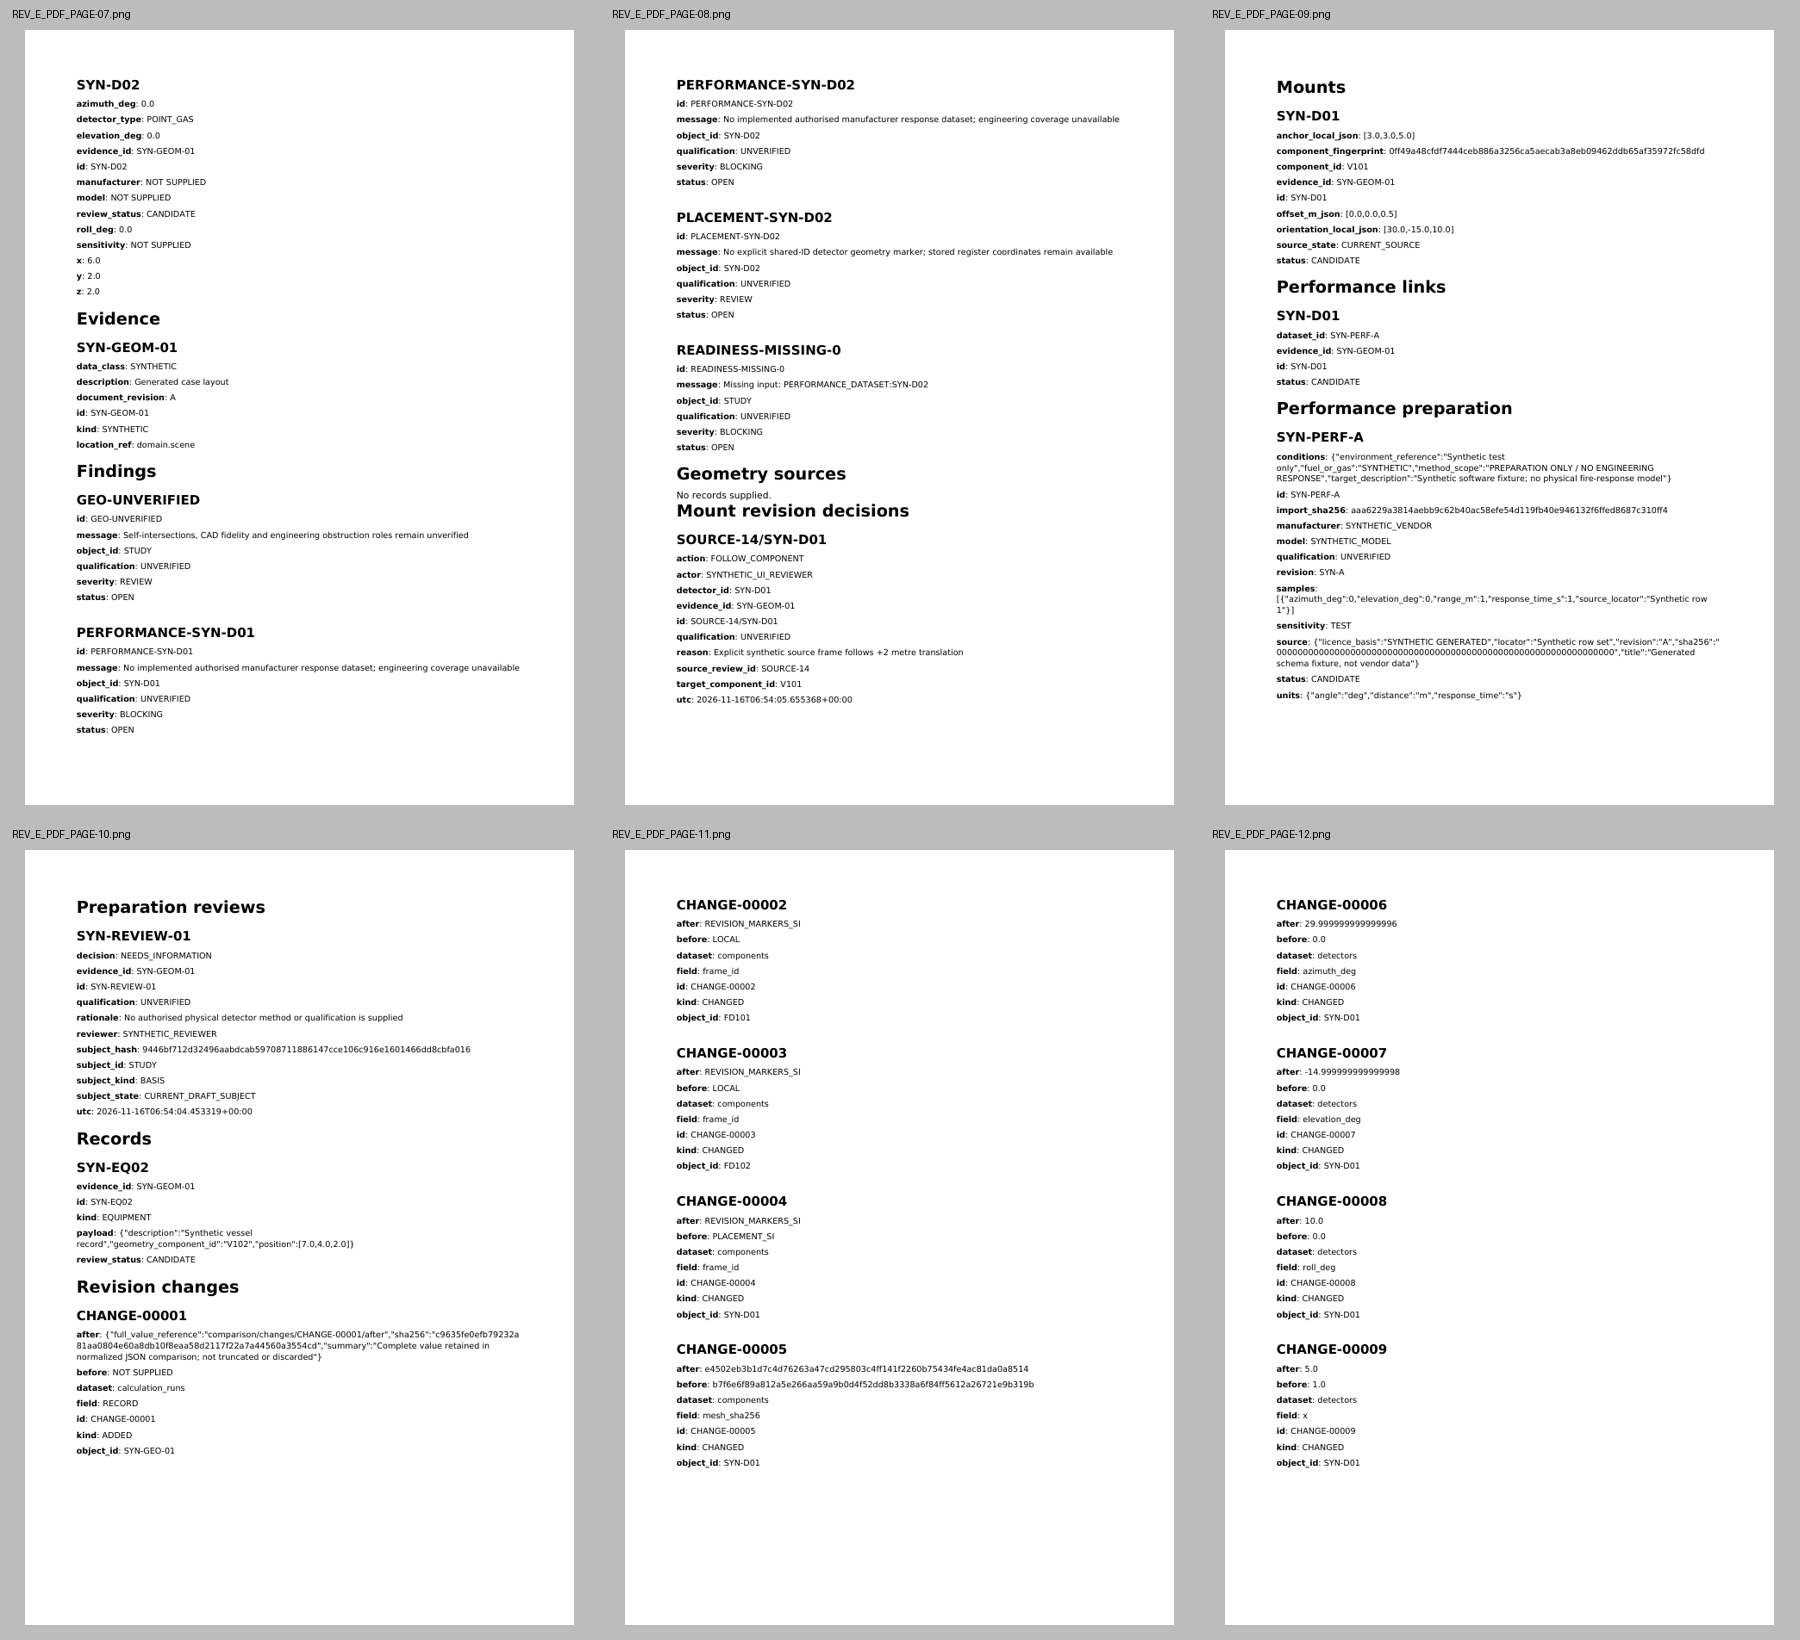 REV_E_PDF_PAGE-07.png
SYN-D02
azimuth_deg: 0.0
detector_type: POINT_GAS
elevation_deg: 0.0
evidence_id: SYN-GEOM-01
id: SYN-D02
manufacturer: NOT SUPPLIED
model: NOT SUPPLIED
review_status: CANDIDATE
roll_deg: 0.0
sensitivity: NOT SUPPLIED
x: 6.0
y: 2.0
z: 2.0
Evidence
SYN-GEOM-01
data_class: SYNTHETIC
description: Generated case layout
document_revision: A
id: SYN-GEOM-01
kind: SYNTHETIC
location_ref: domain.scene
Findings
GEO-UNVERIFIED
id: GEO-UNVERIFIED
message: Self-intersections, CAD fidelity and engineering obstruction roles remain unverified
object_id: STUDY
qualification: UNVERIFIED
severity: REVIEW
status: OPEN
PERFORMANCE-SYN-D01
id: PERFORMANCE-SYN-D01
message: No implemented authorised manufacturer response dataset; engineering coverage unavailable
object_id: SYN-D01
qualification: UNVERIFIED
severity: BLOCKING
status: OPEN
REV_E_PDF_PAGE-08.png
PERFORMANCE-SYN-D02
id: PERFORMANCE-SYN-D02
message: No implemented authorised manufacturer response dataset; engineering coverage unavailable
object_id: SYN-D02
qualification: UNVERIFIED
severity: BLOCKING
status: OPEN
PLACEMENT-SYN-D02
id: PLACEMENT-SYN-D02
message: No explicit shared-ID detector geometry marker; stored register coordinates remain available
object_id: SYN-D02
qualification: UNVERIFIED
severity: REVIEW
status: OPEN
READINESS-MISSING-0
id: READINESS-MISSING-0
message: Missing input: PERFORMANCE_DATASET:SYN-D02
object_id: STUDY
qualification: UNVERIFIED
severity: BLOCKING
status: OPEN
Geometry sources
No records supplied.
Mount revision decisions
SOURCE-14/SYN-D01
action: FOLLOW_COMPONENT
actor: SYNTHETIC_UI_REVIEWER
detector_id: SYN-D01
evidence_id: SYN-GEOM-01
id: SOURCE-14/SYN-D01
qualification: UNVERIFIED
reason: Explicit synthetic source frame follows +2 metre translation
source_review_id: SOURCE-14
target_component_id: V101
utc: 2026-11-16T06:54:05.655368+00:00
REV_E_PDF_PAGE-09.png
Mounts
SYN-D01
anchor_local_json: [3.0,3.0,5.0]
component_fingerprint: 0ff49a48cfdf7444ceb886a3256ca5aecab3a8eb09462ddb65af35972fc58dfd
component_id: V101
evidence_id: SYN-GEOM-01
id: SYN-D01
offset_m_json: [0.0,0.0,0.5]
orientation_local_json: [30.0,-15.0,10.0]
source_state: CURRENT_SOURCE
status: CANDIDATE
Performance links
SYN-D01
dataset_id: SYN-PERF-A
evidence_id: SYN-GEOM-01
id: SYN-D01
status: CANDIDATE
Performance preparation
SYN-PERF-A
conditions: {"environment_reference":"Synthetic test
only","fuel_or_gas":"SYNTHETIC","method_scope":"PREPARATION ONLY / NO ENGINEERING
RESPONSE","target_description":"Synthetic software fixture; no physical fire-response model"}
id: SYN-PERF-A
import_sha256: aaa6229a3814aebb9c62b40ac58efe54d119fb40e946132f6ffed8687c310ff4
manufacturer: SYNTHETIC_VENDOR
model: SYNTHETIC_MODEL
qualification: UNVERIFIED
revision: SYN-A
samples:
[{"azimuth_deg":0,"elevation_deg":0,"range_m":1,"response_time_s":1,"source_locator":"Synthetic row
1"}]
sensitivity: TEST
source: {"licence_basis":"SYNTHETIC GENERATED","locator":"Synthetic row set","revision":"A","sha256":"
0000000000000000000000000000000000000000000000000000000000000000","title":"Generated
schema fixture, not vendor data"}
status: CANDIDATE
units: {"angle":"deg","distance":"m","response_time":"s"}
REV_E_PDF_PAGE-10.png
Preparation reviews
SYN-REVIEW-01
decision: NEEDS_INFORMATION
evidence_id: SYN-GEOM-01
id: SYN-REVIEW-01
qualification: UNVERIFIED
rationale: No authorised physical detector method or qualification is supplied
reviewer: SYNTHETIC_REVIEWER
subject_hash: 9446bf712d32496aabdcab59708711886147cce106c916e1601466dd8cbfa016
subject_id: STUDY
subject_kind: BASIS
subject_state: CURRENT_DRAFT_SUBJECT
utc: 2026-11-16T06:54:04.453319+00:00
Records
SYN-EQ02
evidence_id: SYN-GEOM-01
id: SYN-EQ02
kind: EQUIPMENT
payload: {"description":"Synthetic vessel
record","geometry_component_id":"V102","position":[7.0,4.0,2.0]}
review_status: CANDIDATE
Revision changes
CHANGE-00001
after: {"full_value_reference":"comparison/changes/CHANGE-00001/after","sha256":"c9635fe0efb79232a
81aa0804e60a8db10f8eaa58d2117f22a7a44560a3554cd","summary":"Complete value retained in
normalized JSON comparison; not truncated or discarded"}
before: NOT SUPPLIED
dataset: calculation_runs
field: RECORD
id: CHANGE-00001
kind: ADDED
object_id: SYN-GEO-01
REV_E_PDF_PAGE-11.png
CHANGE-00002
after: REVISION_MARKERS_SI
before: LOCAL
dataset: components
field: frame_id
id: CHANGE-00002
kind: CHANGED
object_id: FD101
CHANGE-00003
after: REVISION_MARKERS_SI
before: LOCAL
dataset: components
field: frame_id
id: CHANGE-00003
kind: CHANGED
object_id: FD102
CHANGE-00004
after: REVISION_MARKERS_SI
before: PLACEMENT_SI
dataset: components
field: frame_id
id: CHANGE-00004
kind: CHANGED
object_id: SYN-D01
CHANGE-00005
after: e4502eb3b1d7c4d76263a47cd295803c4ff141f2260b75434fe4ac81da0a8514
before: b7f6e6f89a812a5e266aa59a9b0d4f52dd8b3338a6f84ff5612a26721e9b319b
dataset: components
field: mesh_sha256
id: CHANGE-00005
kind: CHANGED
object_id: SYN-D01
REV_E_PDF_PAGE-12.png
CHANGE-00006
after: 29.999999999999996
before: 0.0
dataset: detectors
field: azimuth_deg
id: CHANGE-00006
kind: CHANGED
object_id: SYN-D01
CHANGE-00007
after: -14.999999999999998
before: 0.0
dataset: detectors
field: elevation_deg
id: CHANGE-00007
kind: CHANGED
object_id: SYN-D01
CHANGE-00008
after: 10.0
before: 0.0
dataset: detectors
field: roll_deg
id: CHANGE-00008
kind: CHANGED
object_id: SYN-D01
CHANGE-00009
after: 5.0
before: 1.0
dataset: detectors
field: x
id: CHANGE-00009
kind: CHANGED
object_id: SYN-D01